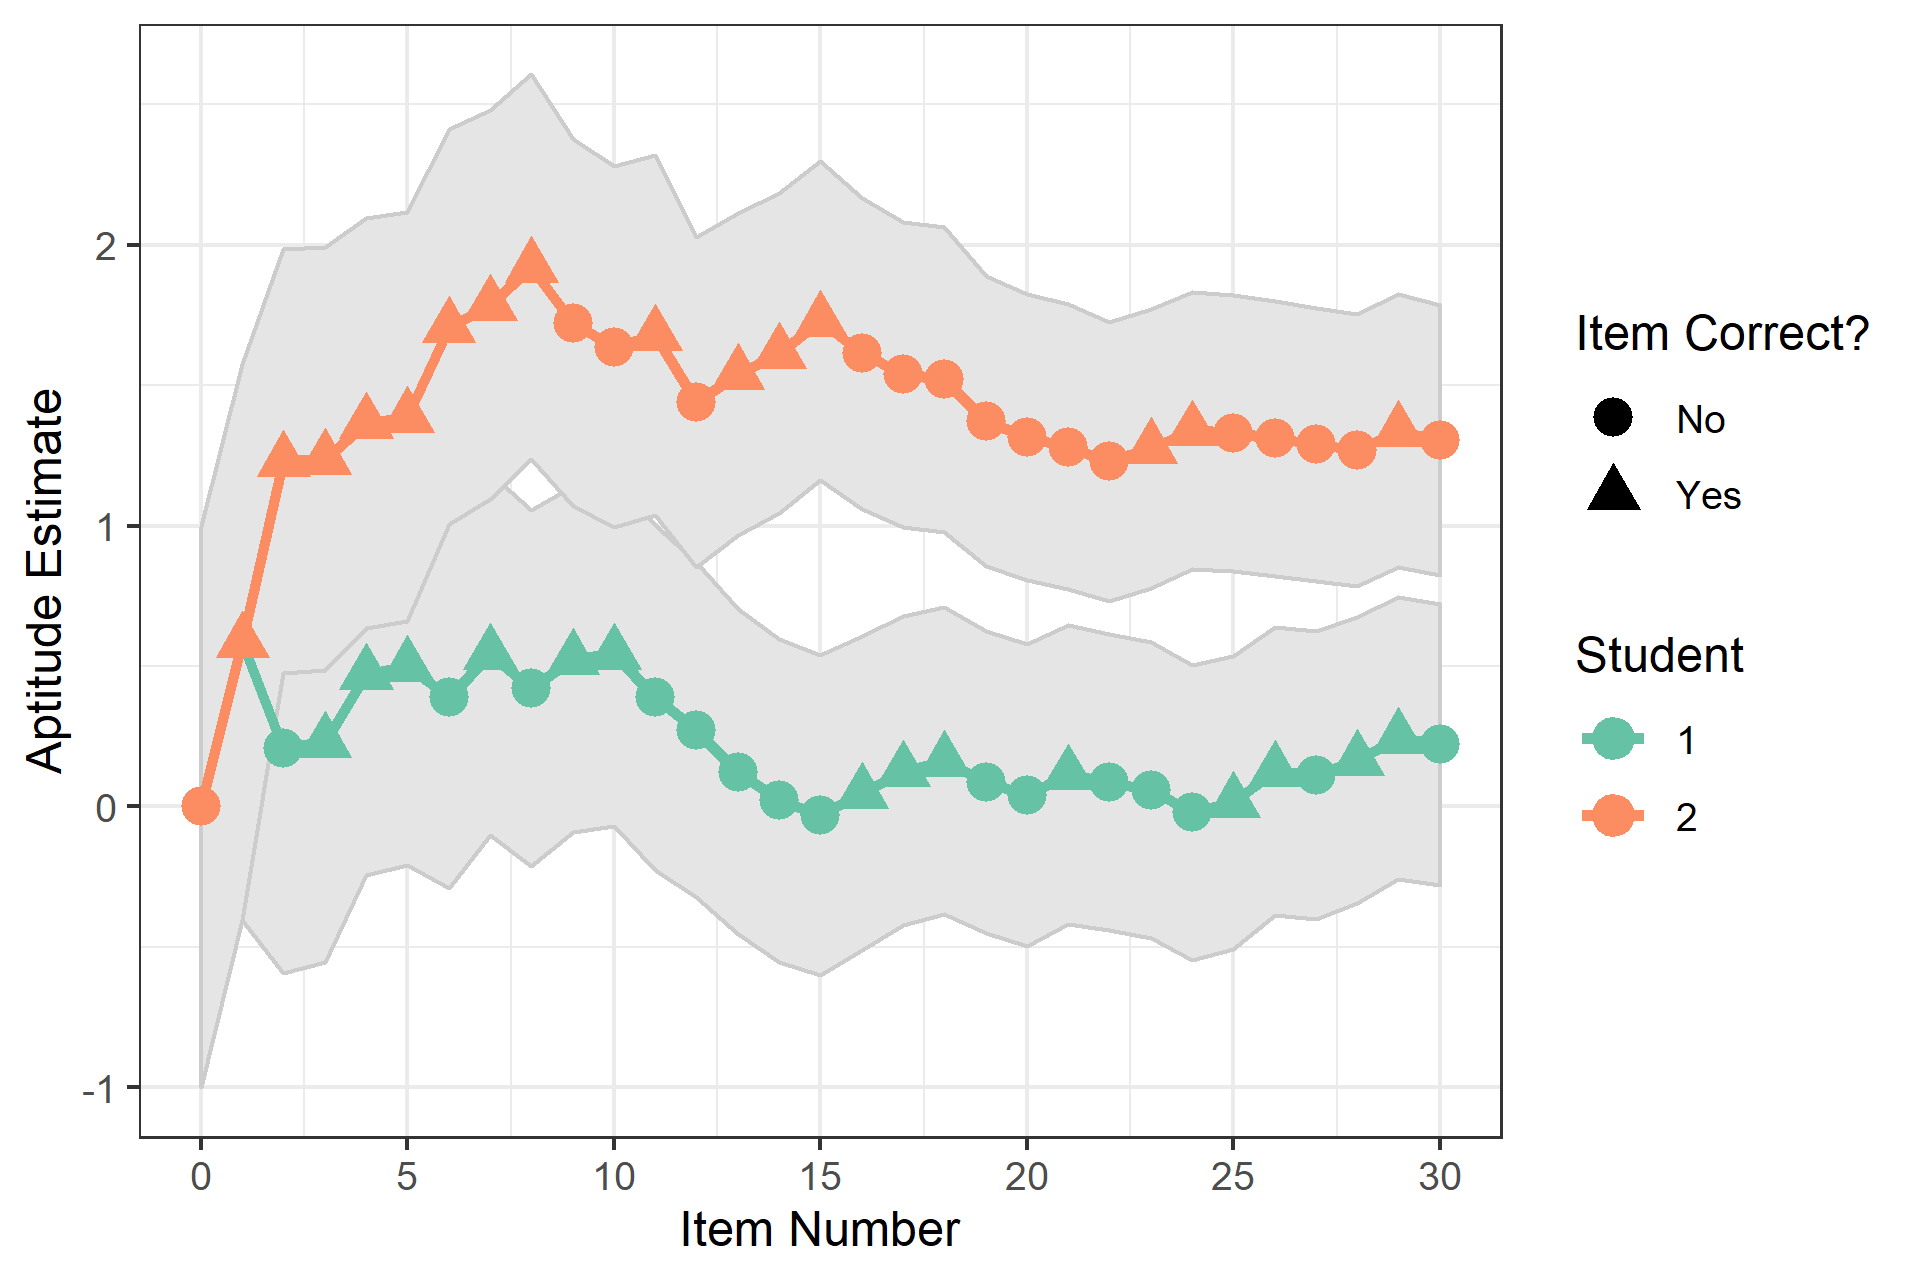 2
1
0
-1
Aptitude Estimate
0 5 10 15 20 25 30
Item Number
Item Correct?
No
Yes
Student
1
2